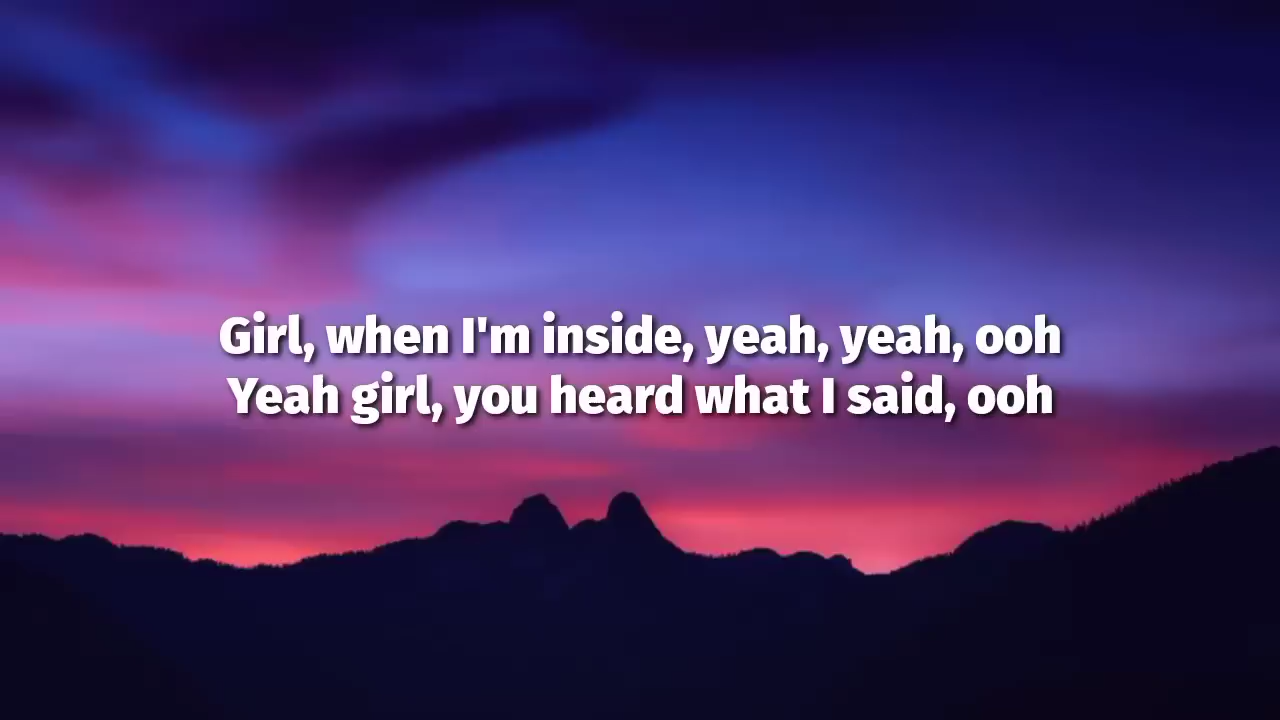 Girl, when I'm inside, yeah, yeah, ooh
Yeah girl, you heard what I said, ooh